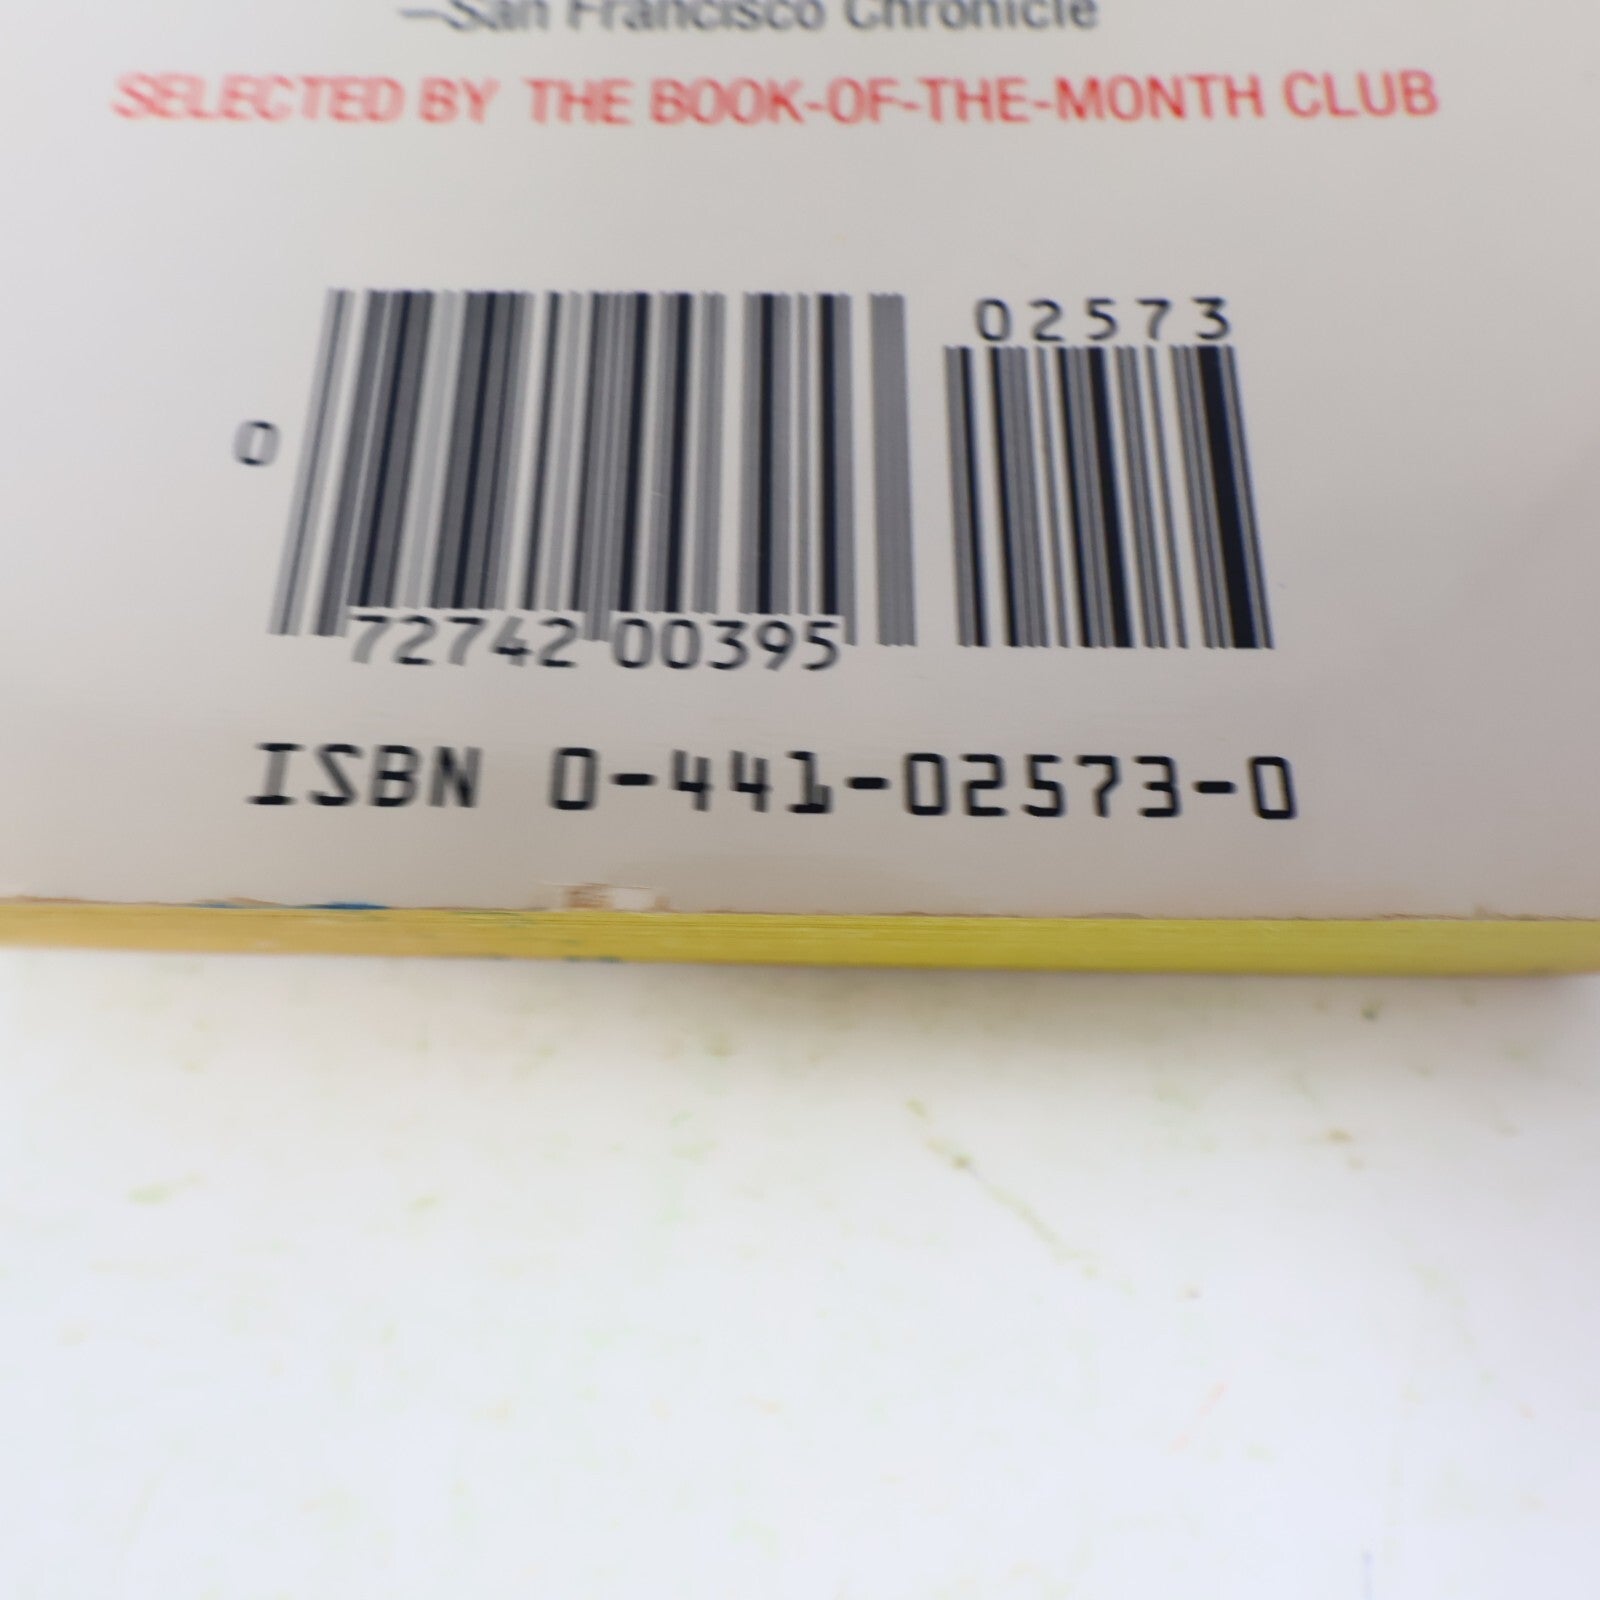 —San Francisco Chronicle
SELECTED BY THE BOOK-OF-THE-MONTH CLUB
02573
0
72742 00395
ISBN 0-441-02573-0